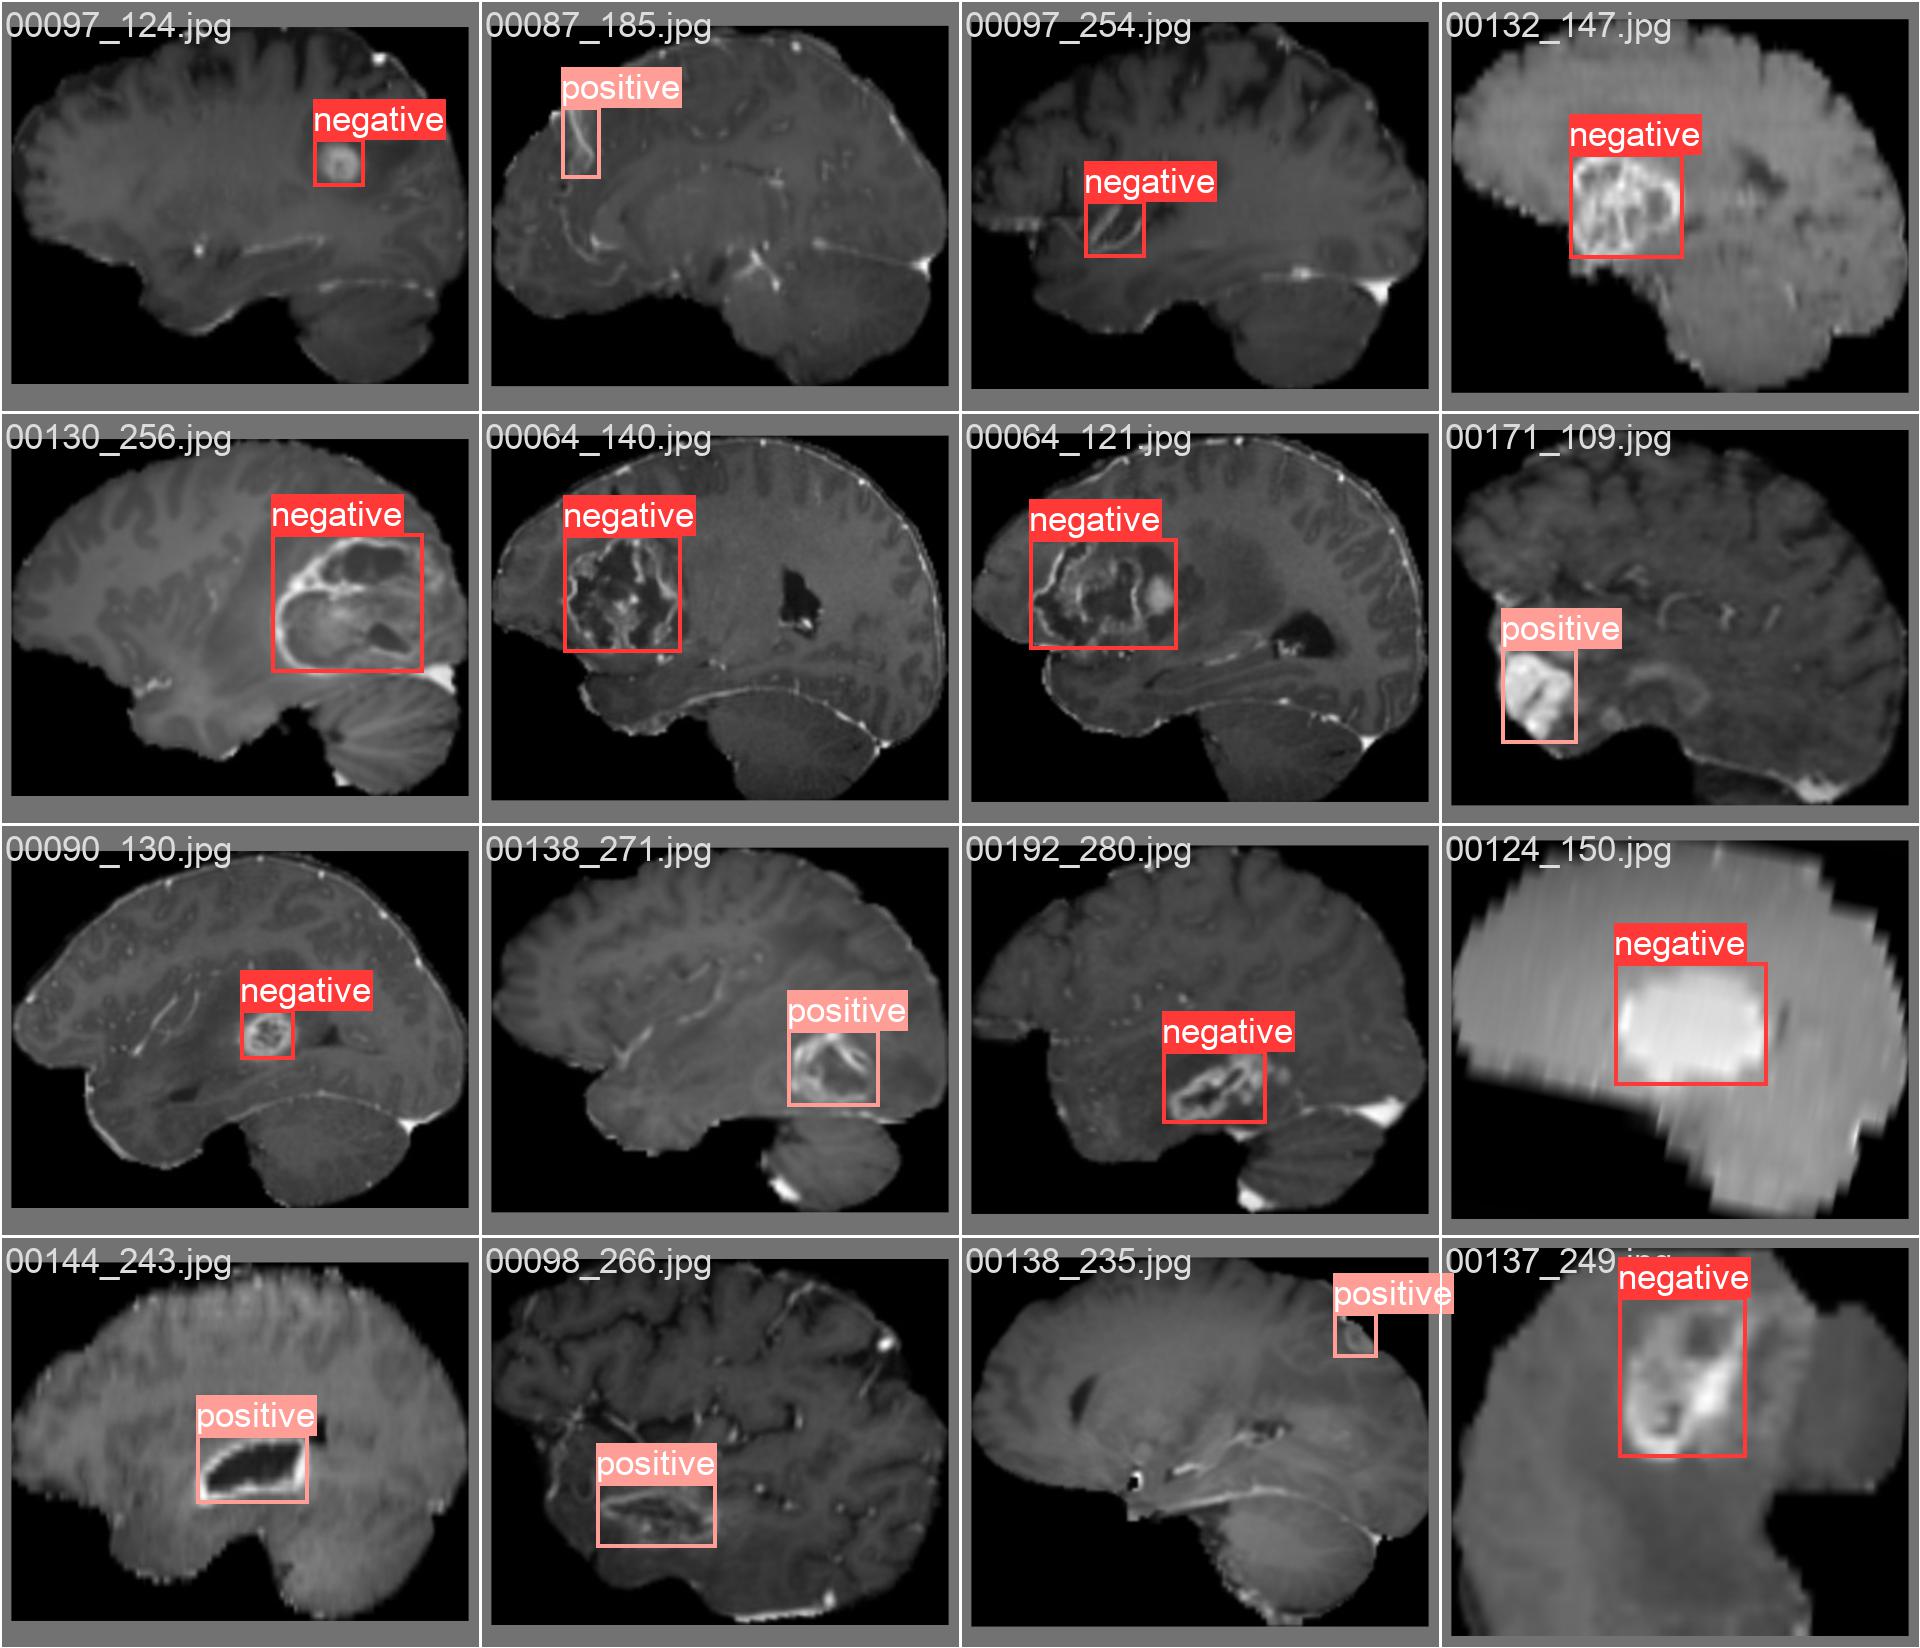 00097_124.jpg
negative
00087_185.jpg
positive
00097_254.jpg
negative
00132_147.jpg
negative
00130_256.jpg
negative
00064_140.jpg
negative
00064_121.jpg
negative
00171_109.jpg
positive
00090_130.jpg
negative
00138_271.jpg
positive
00192_280.jpg
negative
00124_150.jpg
negative
00144_243.jpg
positive
00098_266.jpg
positive
00138_235.jpg
positive
00137_249.jpg
negative